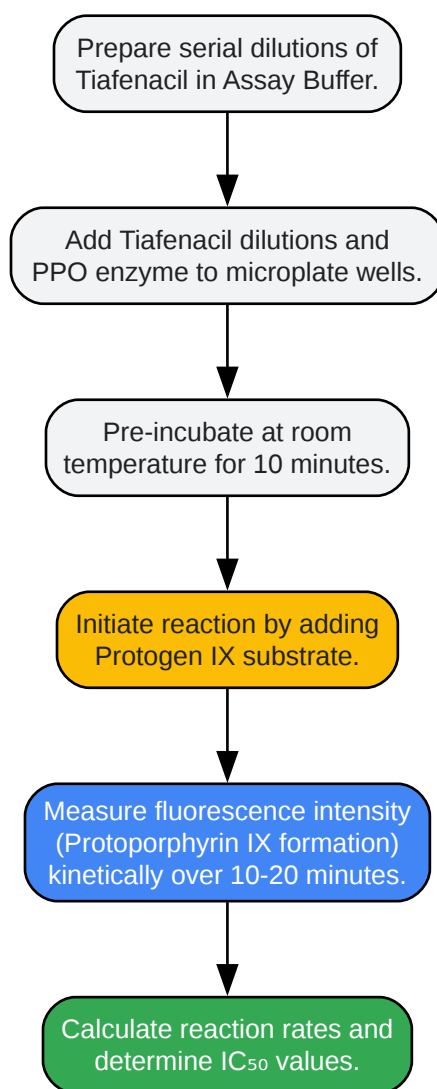 Prepare serial dilutions of
Tiafenacil in Assay Buffer.
Add Tiafenacil dilutions and
PPO enzyme to microplate wells.
Pre-incubate at room
temperature for 10 minutes.
Initiate reaction by adding
Protogen IX substrate.
Measure fluorescence intensity
(Protoporphyrin IX formation)
kinetically over 10-20 minutes.
Calculate reaction rates and
determine IC₅₀ values.